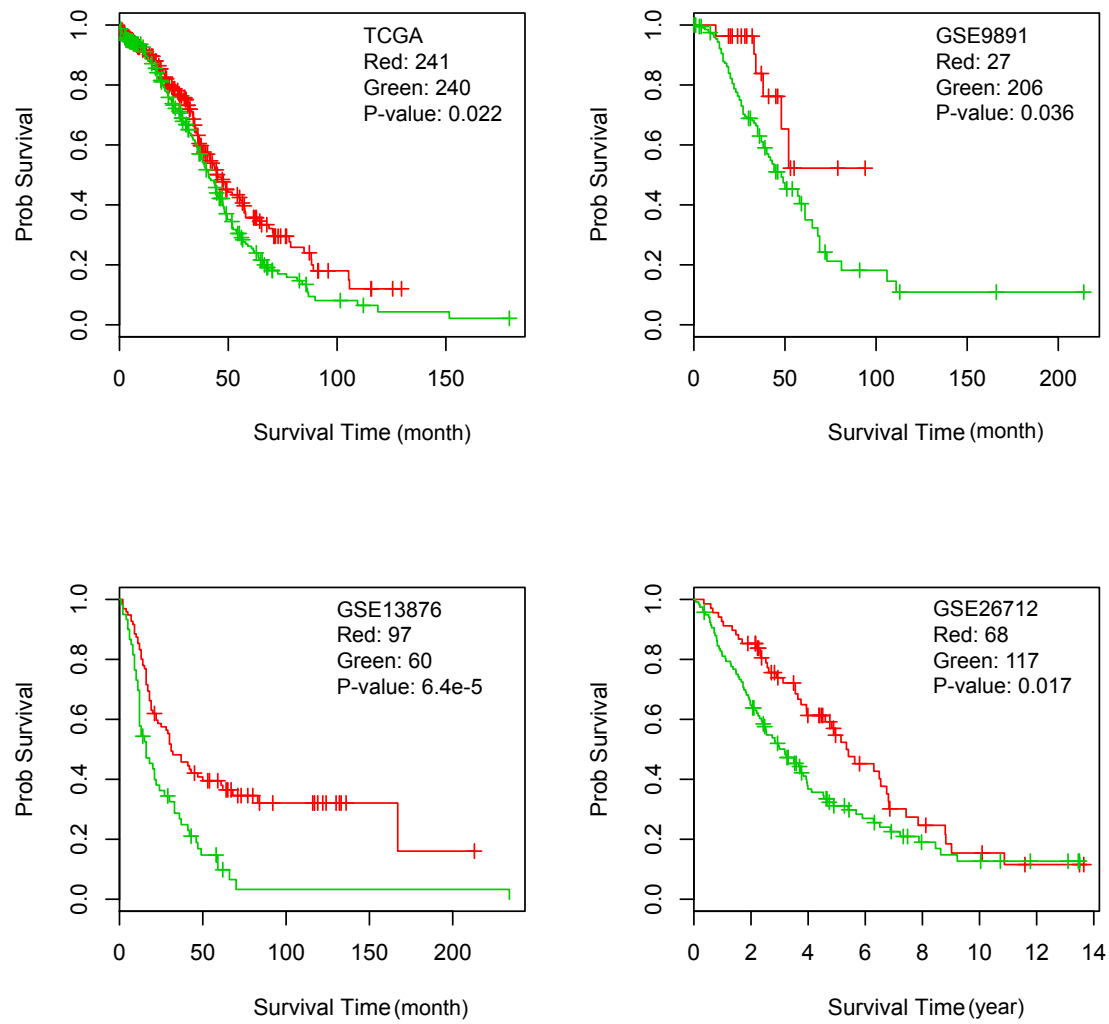 TCGA
Red: 241
Green: 240
P-value: 0.022
Prob Survival
0.0 0.2 0.4 0.6 0.8 1.0
0 50 100 150
Survival Time (month)
GSE9891
Red: 27
Green: 206
P-value: 0.036
Prob Survival
0.0 0.2 0.4 0.6 0.8 1.0
0 50 100 150 200
Survival Time (month)
GSE13876
Red: 97
Green: 60
P-value: 6.4e-5
Prob Survival
0.0 0.2 0.4 0.6 0.8 1.0
0 50 100 150 200
Survival Time (month)
GSE26712
Red: 68
Green: 117
P-value: 0.017
Prob Survival
0.0 0.2 0.4 0.6 0.8 1.0
0 2 4 6 8 10 12 14
Survival Time (year)